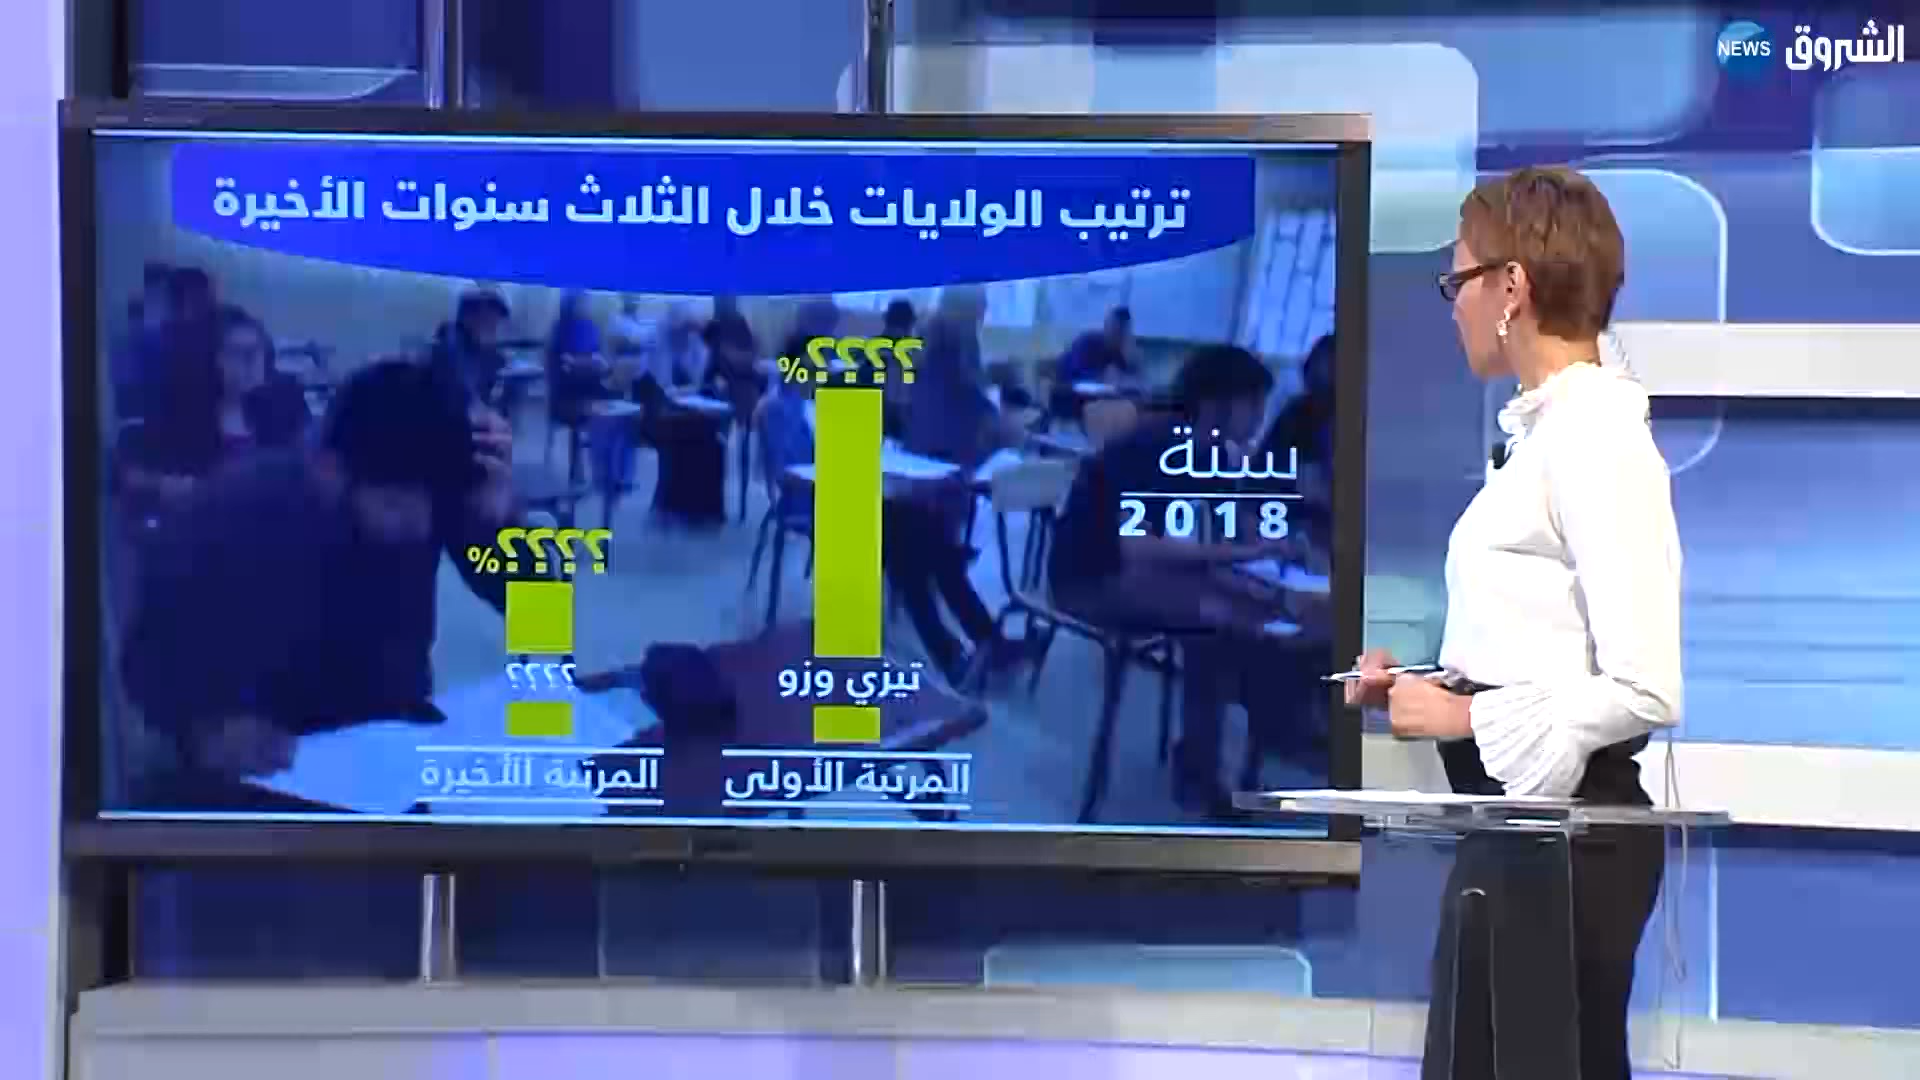 NEWS الشروق
ترتيب الولايات خلال الثلاث سنوات الأخيرة
سنة
2018
؟؟؟؟%
؟؟؟؟%
تيزي وزو
؟؟؟؟
المرتبة الأولى
المرتبة الأخيرة